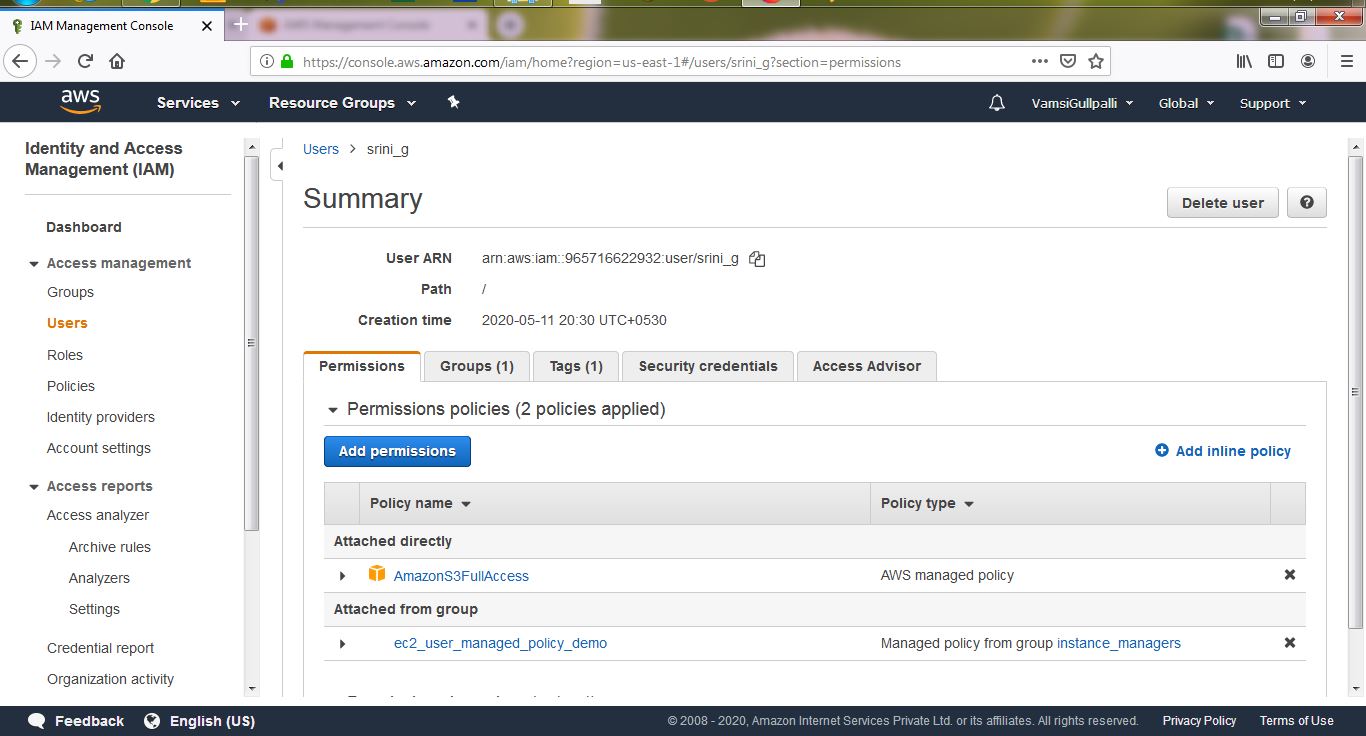 IAM Management Console
AWS Management Console
https://console.aws.amazon.com/iam/home?region=us-east-1#/users/srini_g?section=permissions
aws
Services
Resource Groups
VamsiGullpalli
Global
Support
Identity and Access
Management (IAM)
Dashboard
Access management
Groups
Users
Roles
Policies
Identity providers
Account settings
Access reports
Access analyzer
Archive rules
Analyzers
Settings
Credential report
Organization activity
Users > srini_g
Summary
Delete user
User ARN arn:aws:iam::965716622932:user/srini_g
Path /
Creation time 2020-05-11 20:30 UTC+0530
Permissions
Groups (1)
Tags (1)
Security credentials
Access Advisor
Permissions policies (2 policies applied)
Add permissions
Add inline policy
Policy name Policy type
Attached directly
AmazonS3FullAccess AWS managed policy
Attached from group
ec2_user_managed_policy_demo Managed policy from group instance_managers
Feedback
English (US)
© 2008 - 2020, Amazon Internet Services Private Ltd. or its affiliates. All rights reserved.
Privacy Policy
Terms of Use